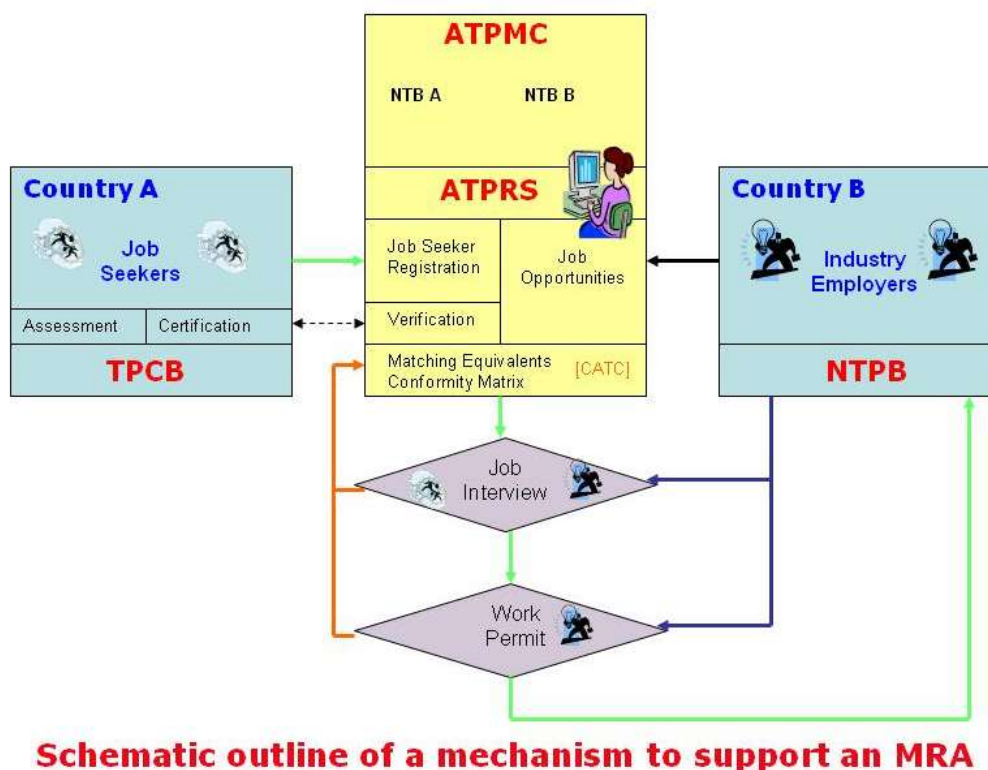 ATPMC
NTB A NTB B
Country A
Job
Seekers
Assessment Certification
TPCB
ATPRS
Job Seeker
Registration
Job
Opportunities
Verification
Matching Equivalents
Conformity Matrix
[CATC]
Country B
Industry
Employers
NTPB
Job
Interview
Work
Permit
Schematic outline of a mechanism to support an MRA